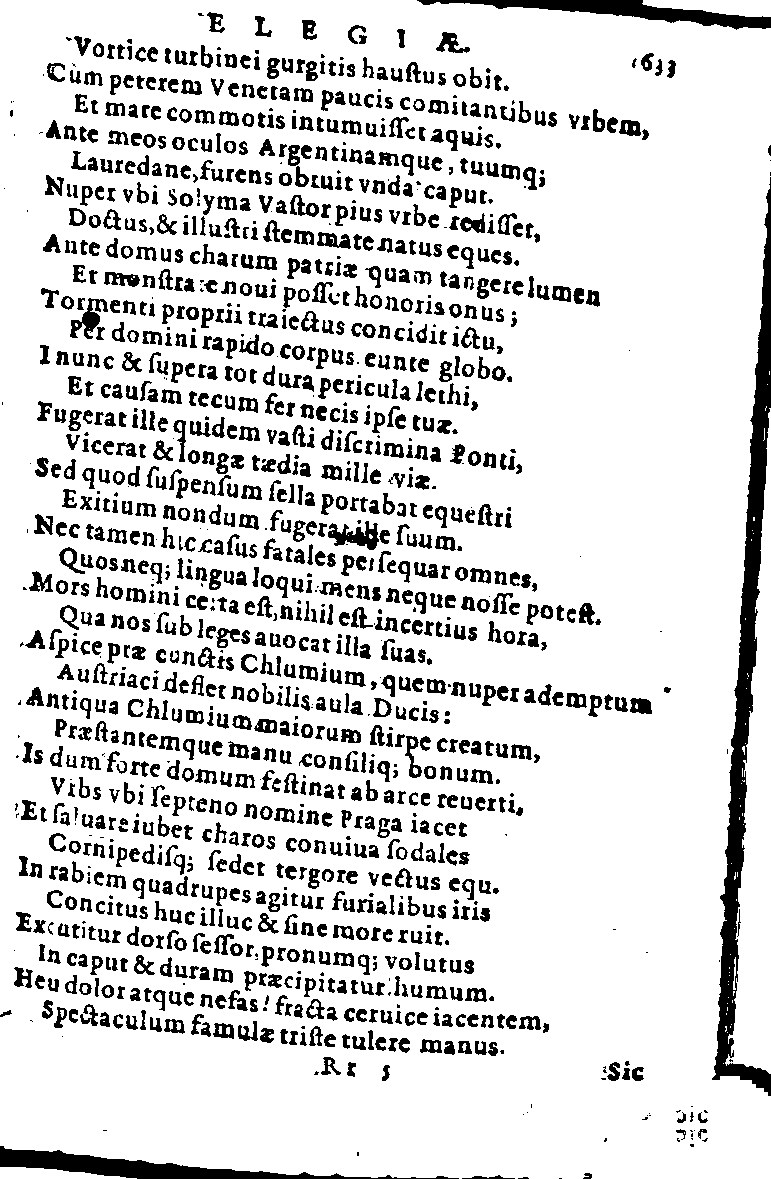 ELEGIÆ. 633
Vortice turbinei gurgitis hauſtus obit.
Cùm peterem Venetam paucis comitantibus vrbem,
Et mare commotis intumuiſſet aquis.
Ante meos oculos Argentinamque, tuumq;
Lauredane, furens obruit vnda caput.
Nuper vbi Solyma Vaſtor pius vrbe rediſſet,
Doctus, & illuſtri ſtemmate natus eques.
Ante domus charum patriæ quam tangere lumen
Et monſtrare noui poſſet honoris onus;
Tormenti proprii traiectus concidit ictu,
Per domini rapido corpus eunte globo.
I nunc & ſupera tot dura pericula lethi,
Et cauſam tecum fer necis ipſe tuæ.
Fugerat ille quidem vaſti diſcrimina Ponti,
Vicerat & longæ tædia mille viæ.
Sed quod ſuſpenſum ſella portabat equeſtri
Exitium nondum fugerat ille ſuum.
Nec tamen hic caſus fatales perſequar omnes,
Quos neq; lingua loqui mens neque noſſe poteſt.
Mors homini certa eſt, nihil eſt incertius hora,
Qua nos ſub leges auocat illa ſuas.
Aſpice præ cunctis Chlumium, quem nuper ademptum
Auſtriaci deflet nobilis aula Ducis:
Antiqua Chlumium maiorum ſtirpe creatum,
Præſtantemque manu conſiliq; bonum.
Is dum forte domum feſtinat ab arce reuerti,
Vrbs vbi ſepteno nomine Praga iacet
Et ſaluare iubet charos conuiua ſodales
Cornipediſq; ſedet tergore vectus equ.
In rabiem quadrupes agitur furialibus iris
Concitus huc illuc & ſine more ruit.
Excutitur dorſo ſeſſor, pronumq; volutus
In caput & duram præcipitatur humum.
Heu dolor atque nefas! fracta ceruice iacentem,
Spectaculum famulæ triſte tulere manus.
Rr 5 Sic